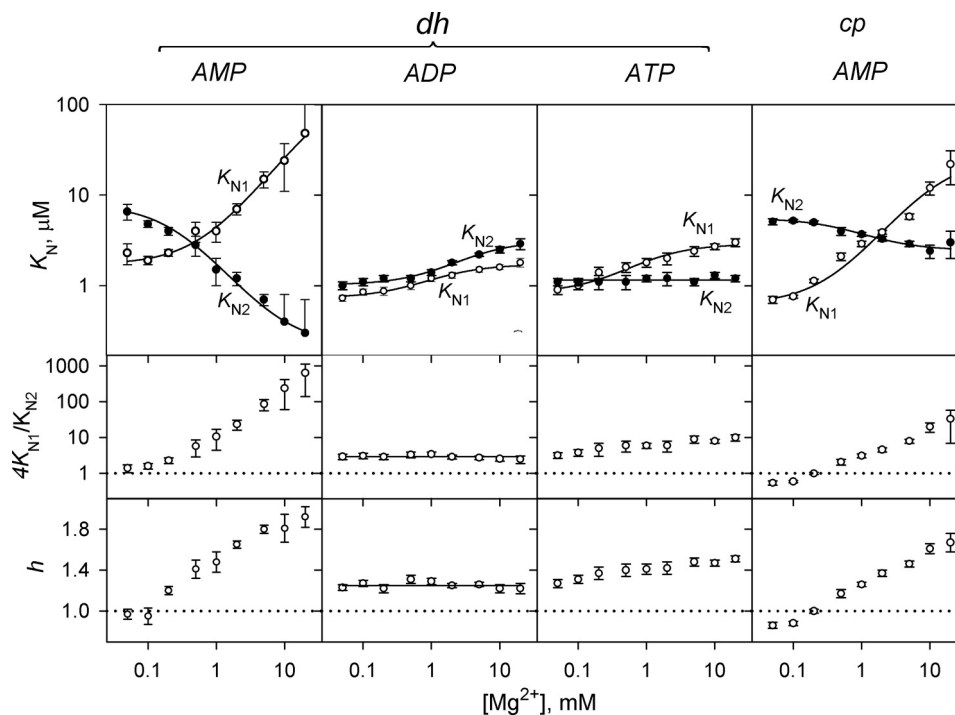 dh cp
AMP ADP ATP AMP
K_N, μM
100
10
1
K_N1
K_N2
K_N2
K_N1
K_N1
K_N2
K_N2
K_N1
4K_N1/K_N2
1000
100
10
1
h
1.8
1.4
1.0
0.1 1 10 0.1 1 10 0.1 1 10 0.1 1 10
[Mg²⁺], mM